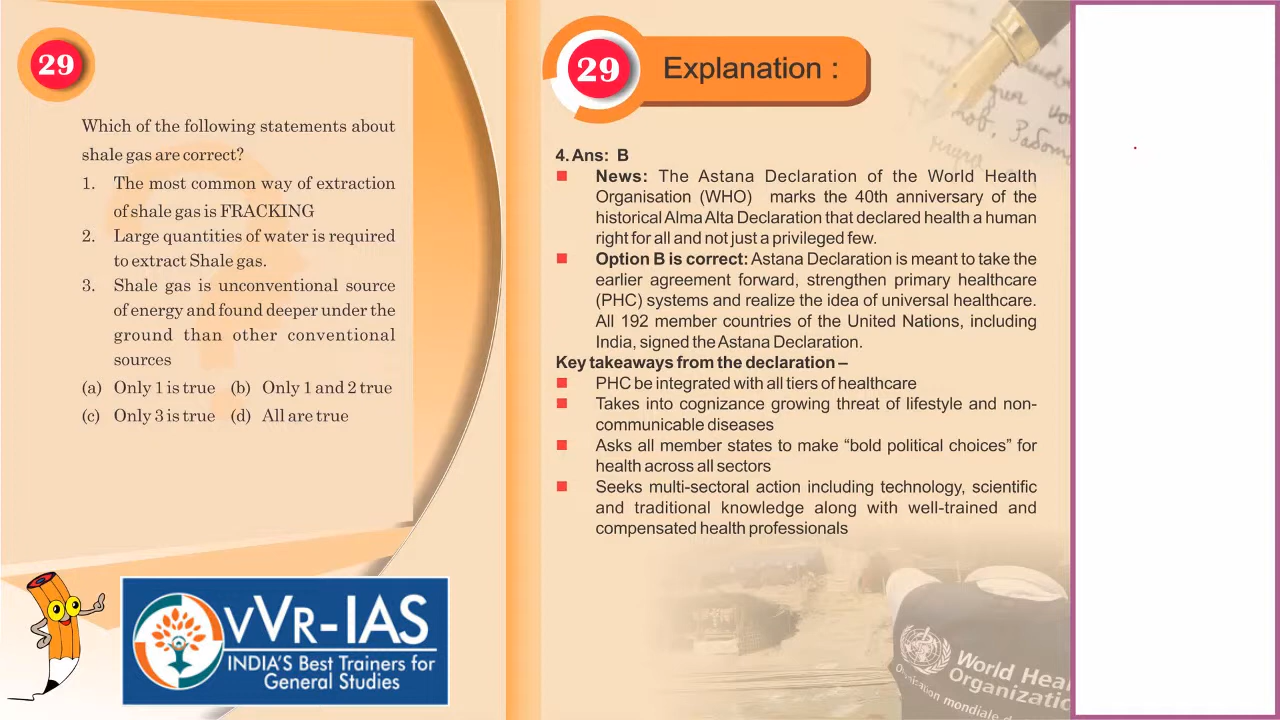 29
Which of the following statements about
shale gas are correct?
1. The most common way of extraction
of shale gas is FRACKING
2. Large quantities of water is required
to extract Shale gas.
3. Shale gas is unconventional source
of energy and found deeper under the
ground than other conventional
sources
(a) Only 1 is true (b) Only 1 and 2 true
(c) Only 3 is true (d) All are true
vVR-IAS
INDIA'S Best Trainers for
General Studies
29
Explanation :
4. Ans: B
News: The Astana Declaration of the World Health
Organisation (WHO) marks the 40th anniversary of the
historical Alma Alta Declaration that declared health a human
right for all and not just a privileged few.
Option B is correct: Astana Declaration is meant to take the
earlier agreement forward, strengthen primary healthcare
(PHC) systems and realize the idea of universal healthcare.
All 192 member countries of the United Nations, including
India, signed the Astana Declaration.
Key takeaways from the declaration –
PHC be integrated with all tiers of healthcare
Takes into cognizance growing threat of lifestyle and non-
communicable diseases
Asks all member states to make “bold political choices” for
health across all sectors
Seeks multi-sectoral action including technology, scientific
and traditional knowledge along with well-trained and
compensated health professionals
World Heal
Organizatio
Organisation mondiale de